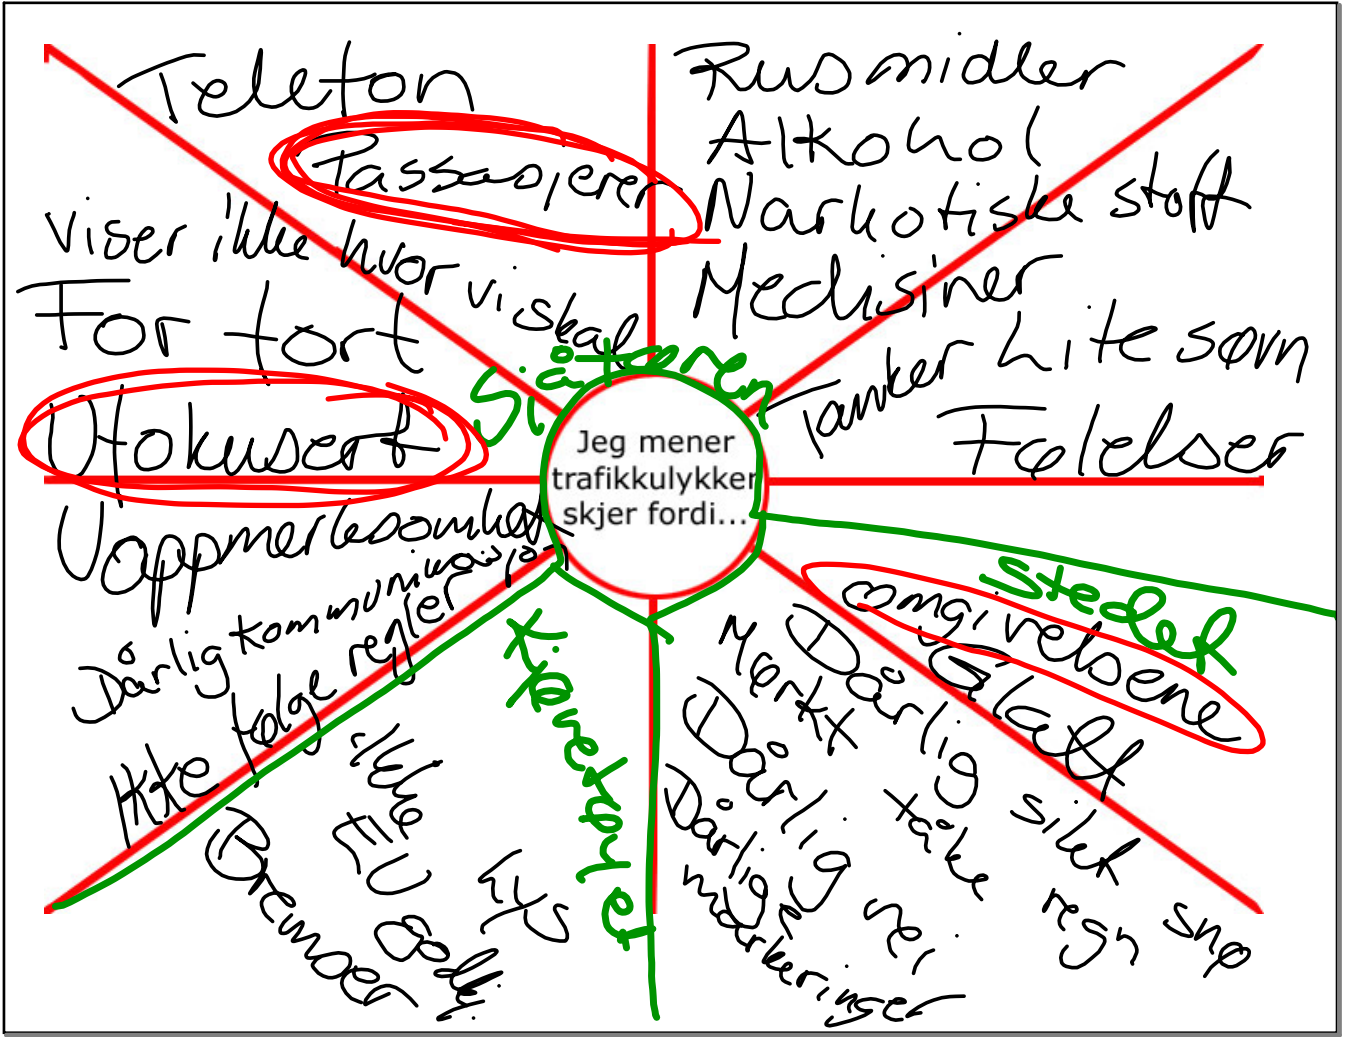 Telefon
Passasjerer
Viser ikke hvor vi skal
For fort
Ufokusert
Uoppmerksomhet
Dårlig kommunikasjon
Ikke følge regler
Rusmidler
Alkohol
Narkotiske stoff
Medisiner
Tanker
Lite søvn
Følelser
Sjåføren
Jeg mener
trafikkulykker
skjer fordi...
Stedet
omgivelsene
Glatt
Dårlig sikt
Mørkt
tåke
regn
snø
Dårlig vei
Dårlige
markeringer
Kjøretøyet
ikke
EU
godkj.
Lys
Bremser